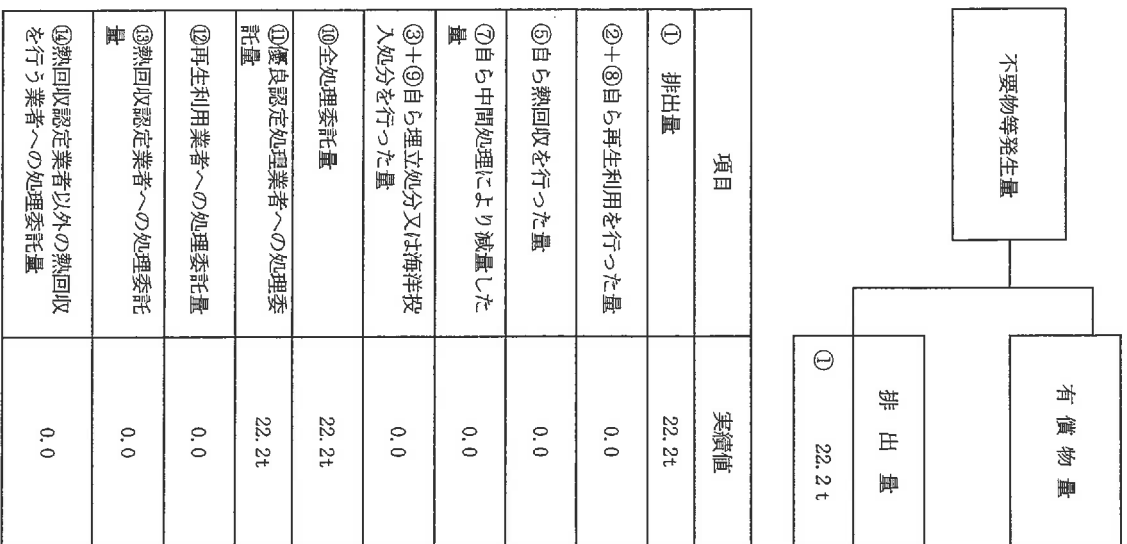 不要物等発生量
有償物量
排出量
① 22.2t
項目
実績値
① 排出量
22.2t
②+⑧自ら再生利用を行った量
0.0
⑤自ら熱回収を行った量
0.0
⑦自ら中間処理により減量した
量
0.0
③+⑨自ら埋立処分又は海洋投
入処分を行った量
0.0
⑩全処理委託量
22.2t
⑪優良認定処理業者への処理委
託量
22.2t
⑫再生利用業者への処理委託量
0.0
⑬熱回収認定業者への処理委託
量
0.0
⑭熱回収認定業者以外の熱回収
を行う業者への処理委託量
0.0